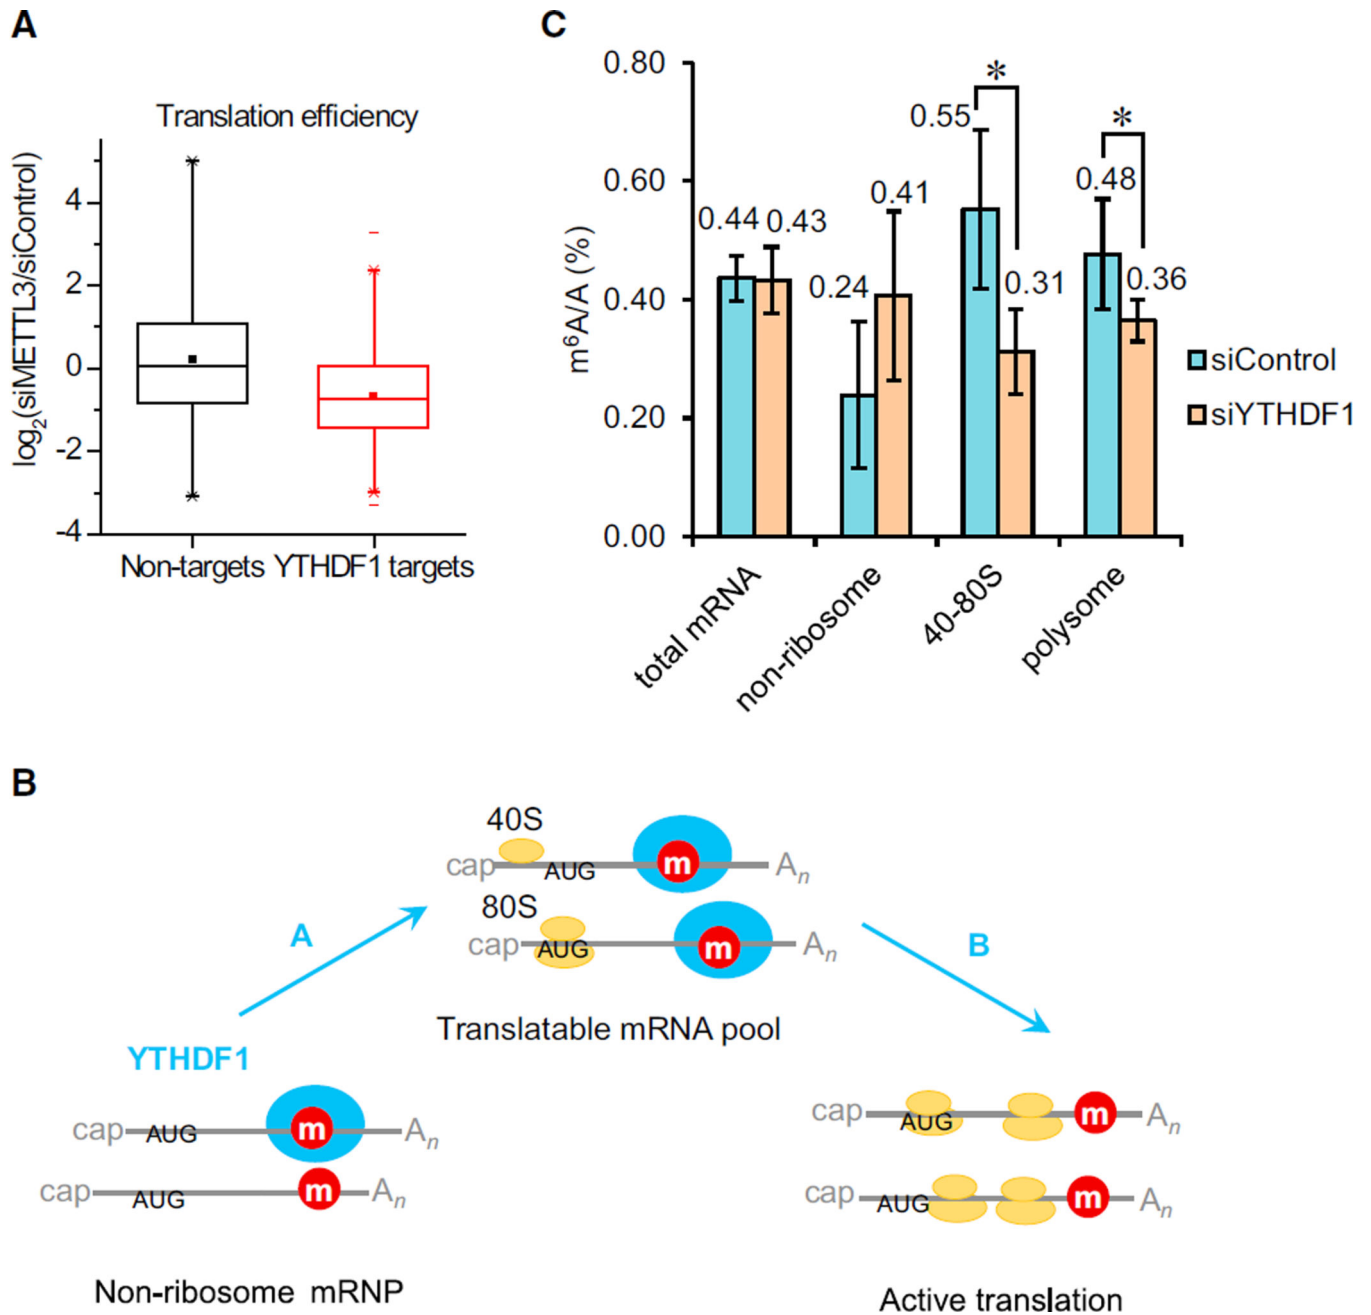 A
Translation efficiency
log2(siMETTL3/siControl)
4
2
0
-2
-4
Non-targets YTHDF1 targets
C
m6A/A (%)
0.80
0.60
0.40
0.20
0.00
0.44 0.43
0.24
0.41
0.55
*
0.31
0.48
*
0.36
siControl
siYTHDF1
total mRNA
non-ribosome
40-80S
polysome
B
40S
cap AUG m An
80S
cap AUG m An
Translatable mRNA pool
A
B
YTHDF1
cap AUG m An
cap AUG m An
Non-ribosome mRNP
cap AUG m An
cap AUG m An
Active translation